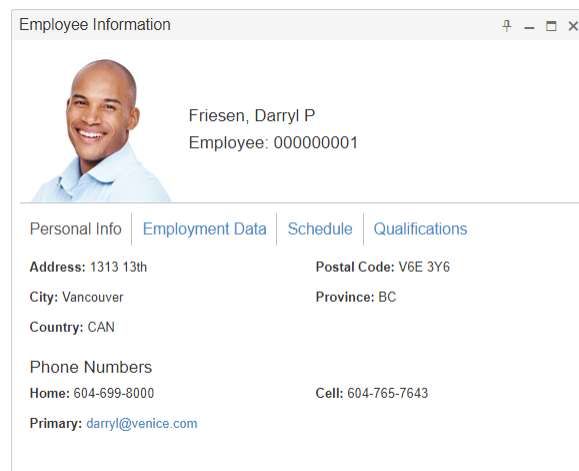 Employee Information
Friesen, Darryl P
Employee: 000000001
Personal Info Employment Data Schedule Qualifications
Address: 1313 13th Postal Code: V6E 3Y6
City: Vancouver Province: BC
Country: CAN
Phone Numbers
Home: 604-699-8000 Cell: 604-765-7643
Primary: darryl@venice.com